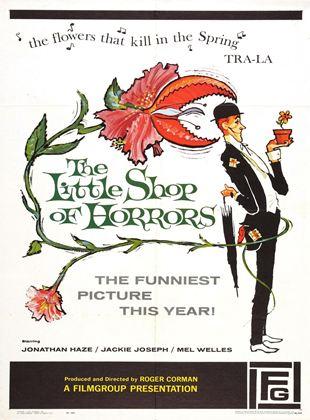 the flowers that kill in the Spring
TRA-LA
The
Little Shop
of Horrors
THE FUNNIEST
PICTURE
THIS YEAR!
Starring
JONATHAN HAZE / JACKIE JOSEPH / MEL WELLES
Produced and Directed by ROGER CORMAN
A FILMGROUP PRESENTATION
FG